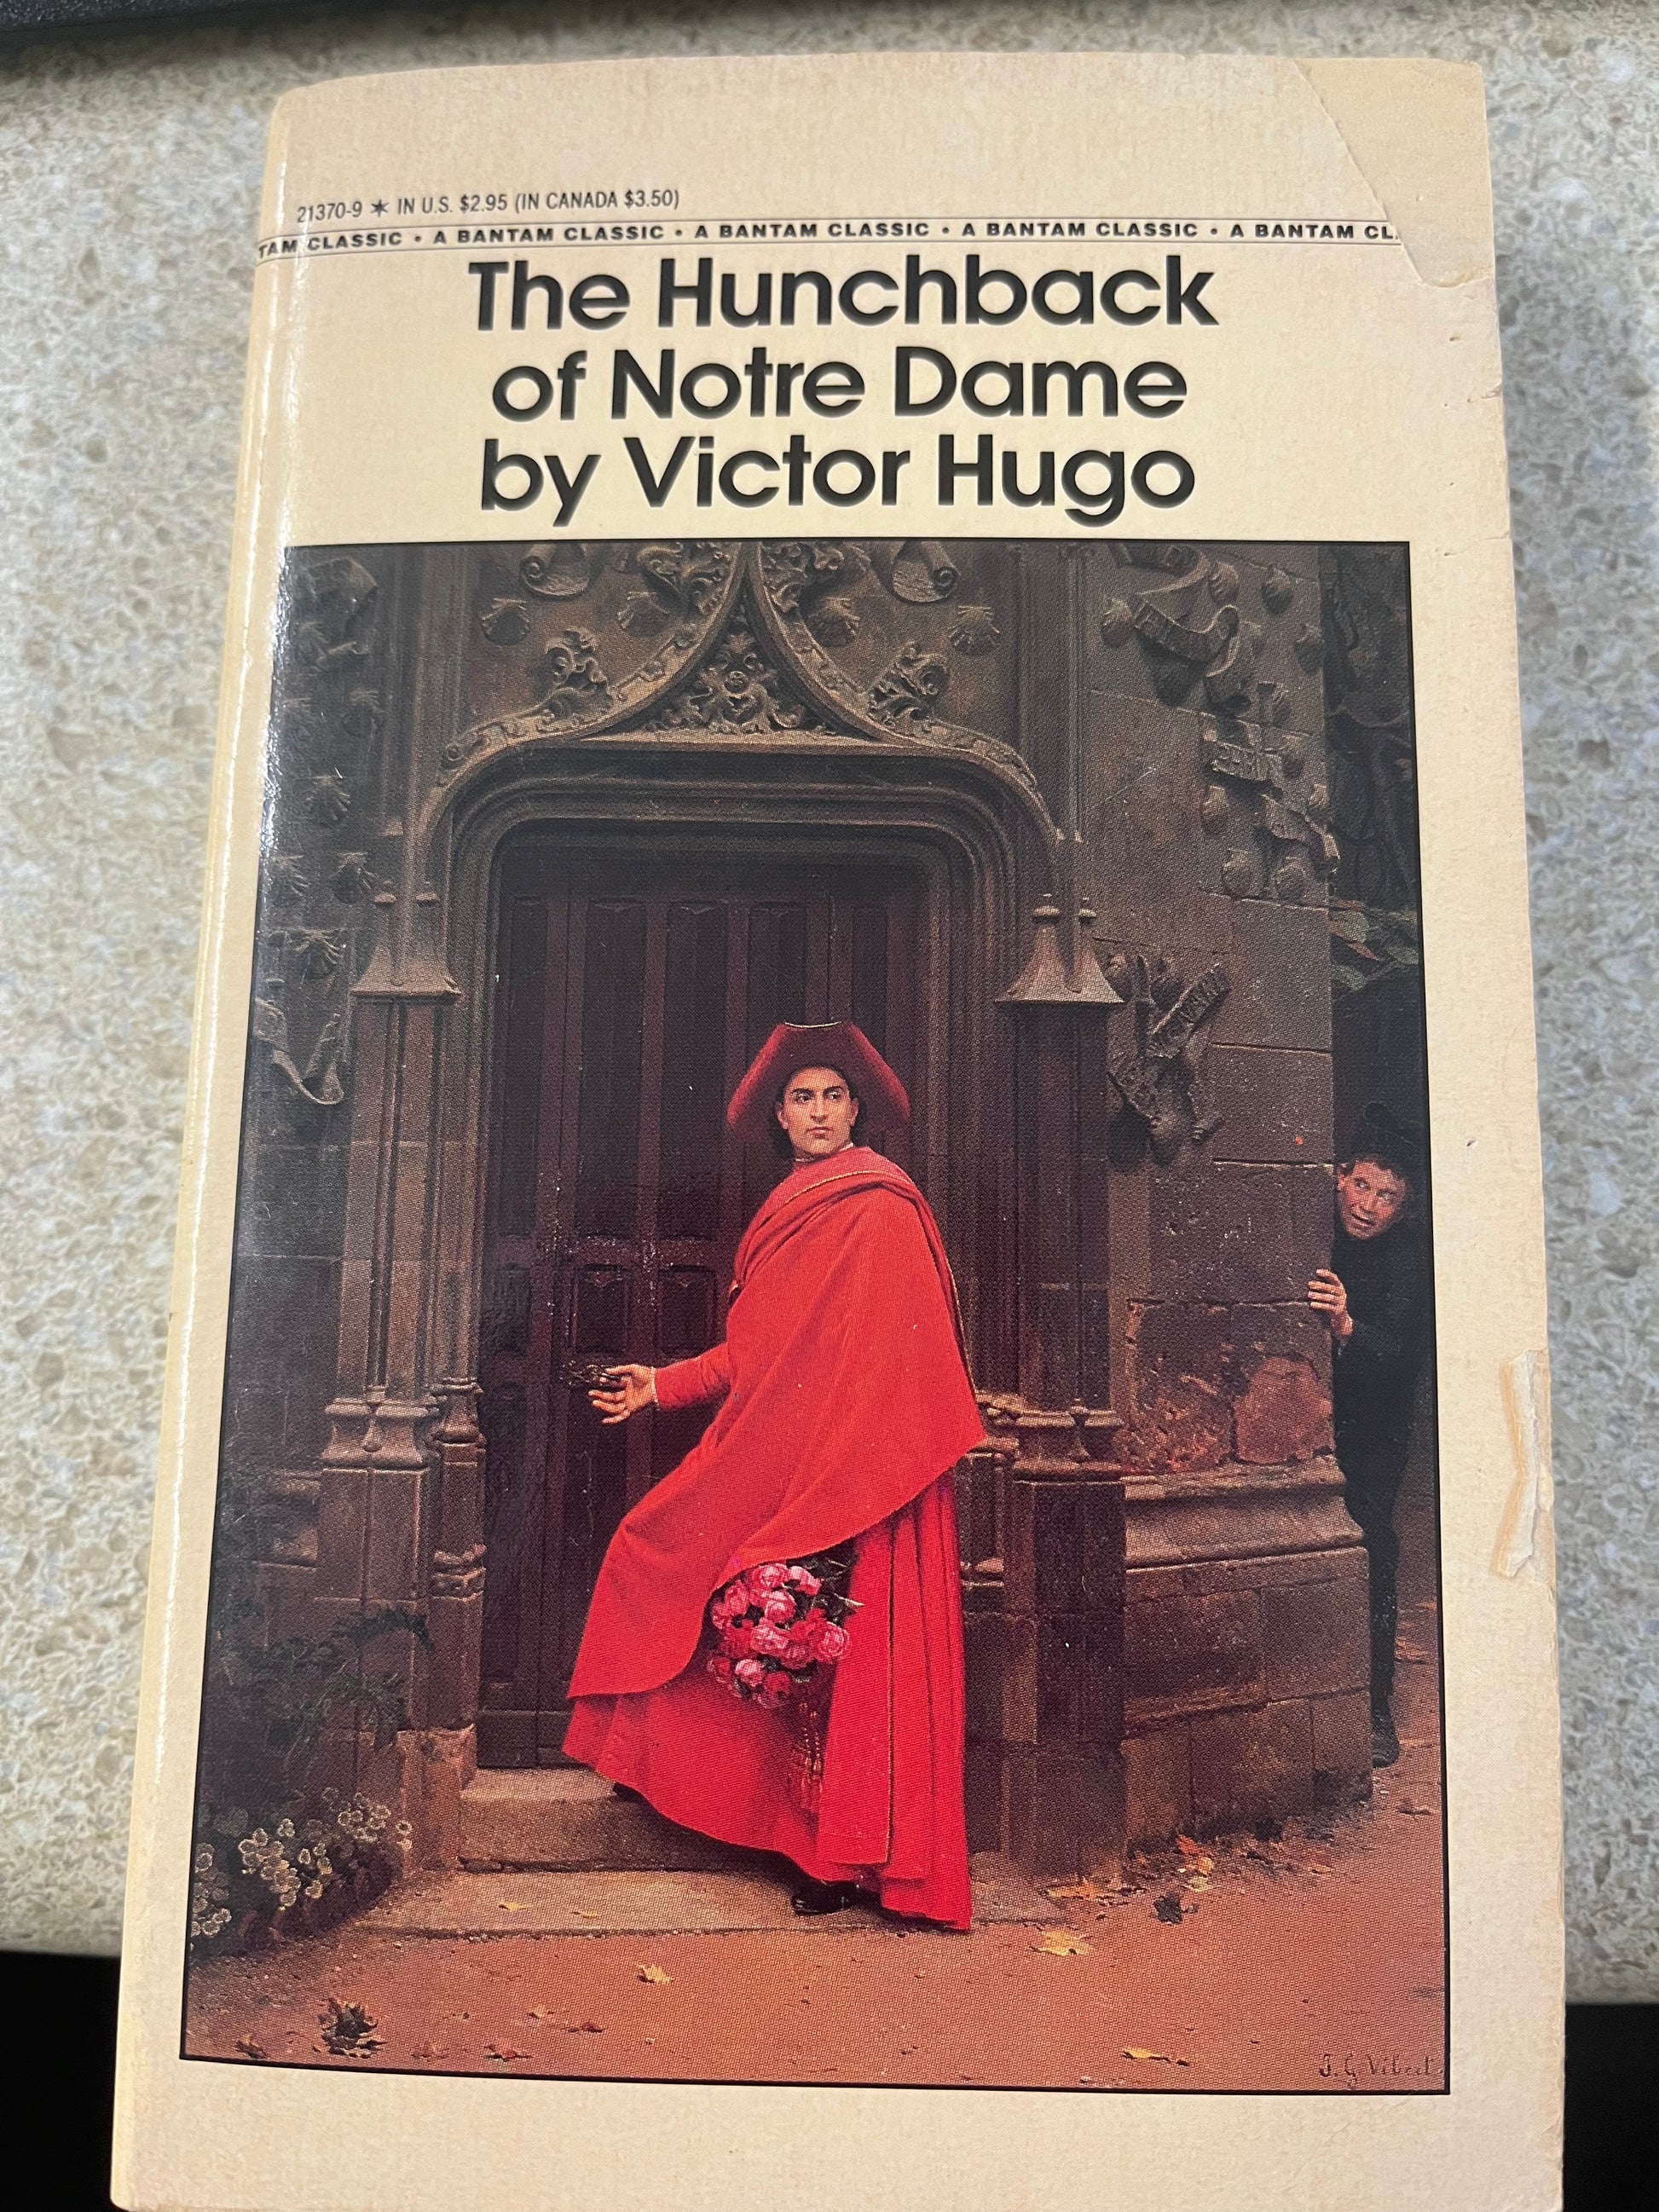 21370-9 ✶ IN U.S. $2.95 (IN CANADA $3.50)
TAM CLASSIC • A BANTAM CLASSIC • A BANTAM CLASSIC • A BANTAM CLASSIC • A BANTAM CL
The Hunchback
of Notre Dame
by Victor Hugo
J. G. Vibert